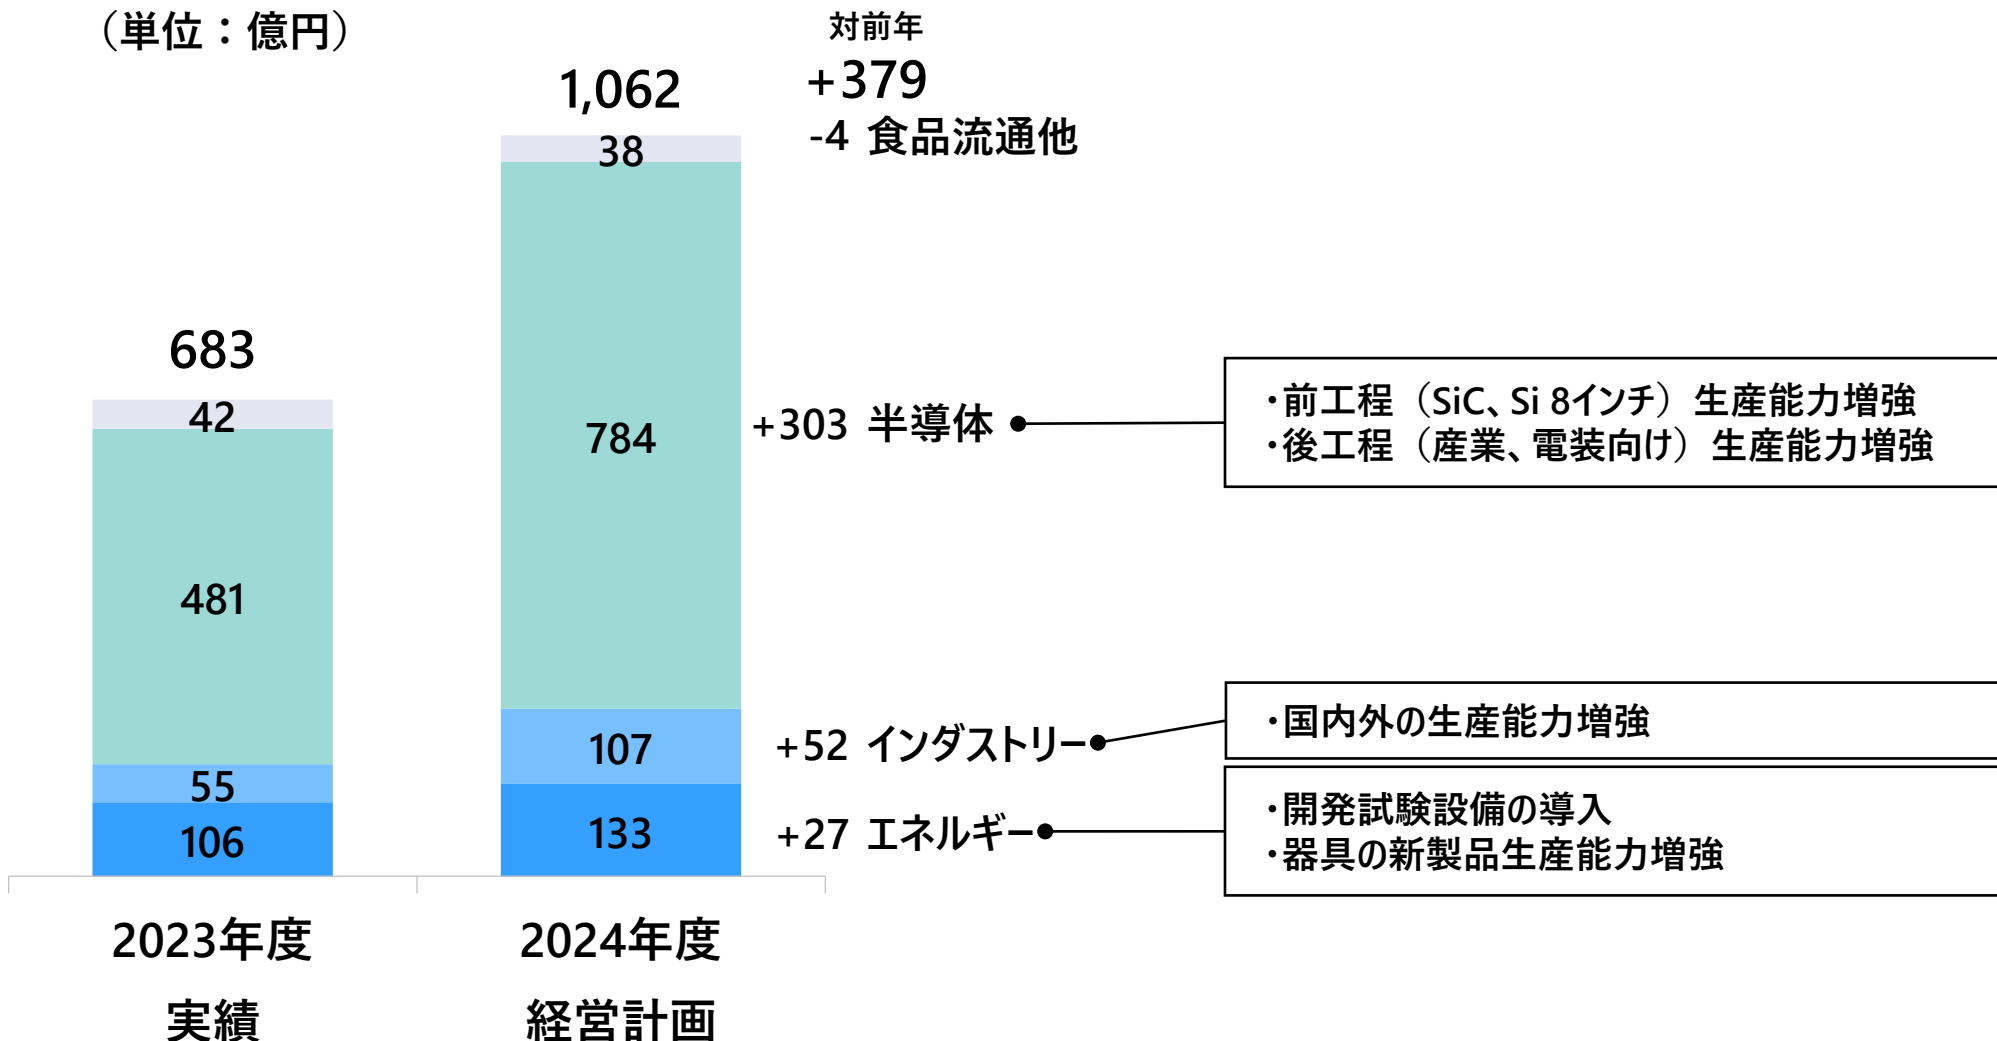 （単位：億円）
対前年
1,062
+379
38
-4 食品流通他
683
42
784
+303 半導体
・前工程（SiC、Si 8インチ）生産能力増強
・後工程（産業、電装向け）生産能力増強
481
55
107
+52 インダストリー
・国内外の生産能力増強
106
133
+27 エネルギー
・開発試験設備の導入
・器具の新製品生産能力増強
2023年度
実績
2024年度
経営計画